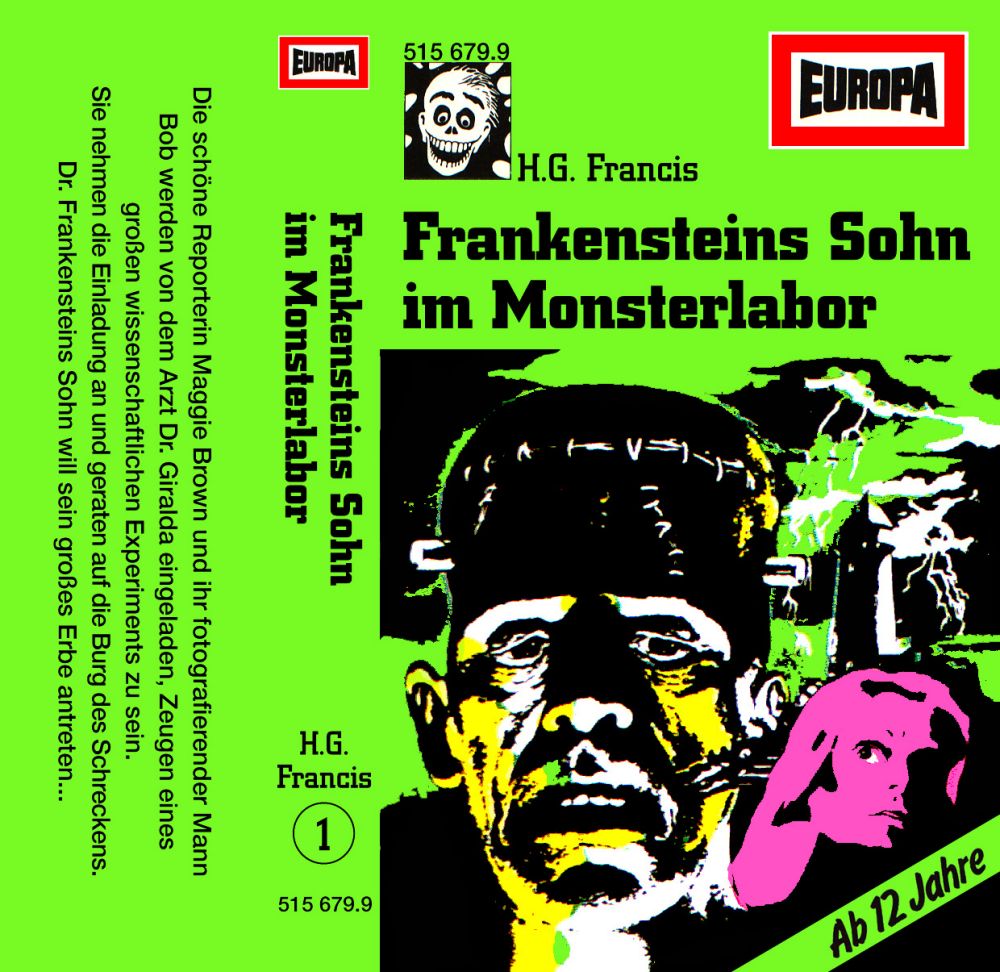 Die schöne Reporterin Maggie Brown und ihr fotografierender Mann
Bob werden von dem Arzt Dr. Giralda eingeladen, Zeugen eines
großen wissenschaftlichen Experiments zu sein.
Sie nehmen die Einladung an und geraten auf die Burg des Schreckens.
Dr. Frankensteins Sohn will sein großes Erbe antreten...
EUROPA
Frankensteins Sohn
im Monsterlabor
H.G.
Francis
1
515 679.9
515 679.9
EUROPA
H.G. Francis
Frankensteins Sohn
im Monsterlabor
Ab 12 Jahre